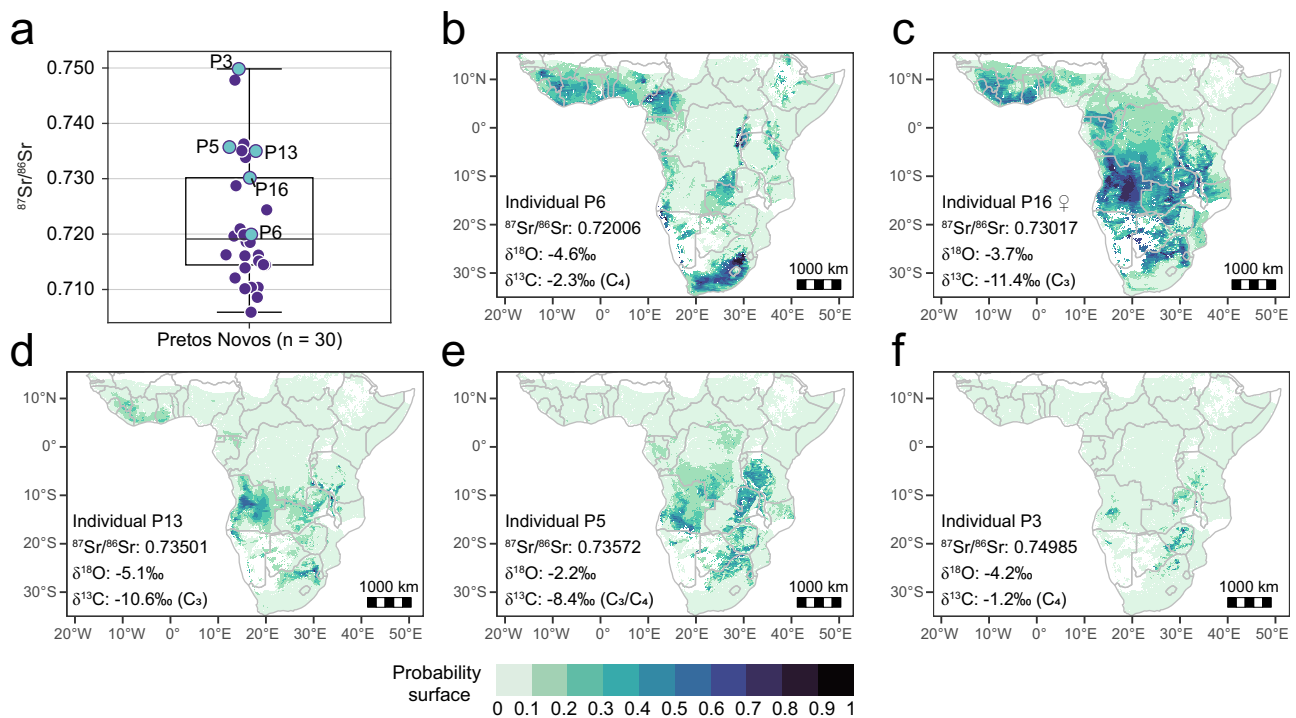 a
⁸⁷Sr/⁸⁶Sr
0.750
0.740
0.730
0.720
0.710
P3
P5
P13
P16
P6
Pretos Novos (n = 30)
b
10°N
0°
10°S
20°S
30°S
Individual P6
⁸⁷Sr/⁸⁶Sr: 0.72006
δ¹⁸O: -4.6‰
δ¹³C: -2.3‰ (C₄)
1000 km
20°W 10°W 0° 10°E 20°E 30°E 40°E 50°E
c
10°N
0°
10°S
20°S
30°S
Individual P16 ♀
⁸⁷Sr/⁸⁶Sr: 0.73017
δ¹⁸O: -3.7‰
δ¹³C: -11.4‰ (C₃)
1000 km
20°W 10°W 0° 10°E 20°E 30°E 40°E 50°E
d
10°N
0°
10°S
20°S
30°S
Individual P13
⁸⁷Sr/⁸⁶Sr: 0.73501
δ¹⁸O: -5.1‰
δ¹³C: -10.6‰ (C₃)
1000 km
20°W 10°W 0° 10°E 20°E 30°E 40°E 50°E
e
10°N
0°
10°S
20°S
30°S
Individual P5
⁸⁷Sr/⁸⁶Sr: 0.73572
δ¹⁸O: -2.2‰
δ¹³C: -8.4‰ (C₃/C₄)
1000 km
20°W 10°W 0° 10°E 20°E 30°E 40°E 50°E
f
10°N
0°
10°S
20°S
30°S
Individual P3
⁸⁷Sr/⁸⁶Sr: 0.74985
δ¹⁸O: -4.2‰
δ¹³C: -1.2‰ (C₄)
1000 km
20°W 10°W 0° 10°E 20°E 30°E 40°E 50°E
Probability
surface
0 0.1 0.2 0.3 0.4 0.5 0.6 0.7 0.8 0.9 1